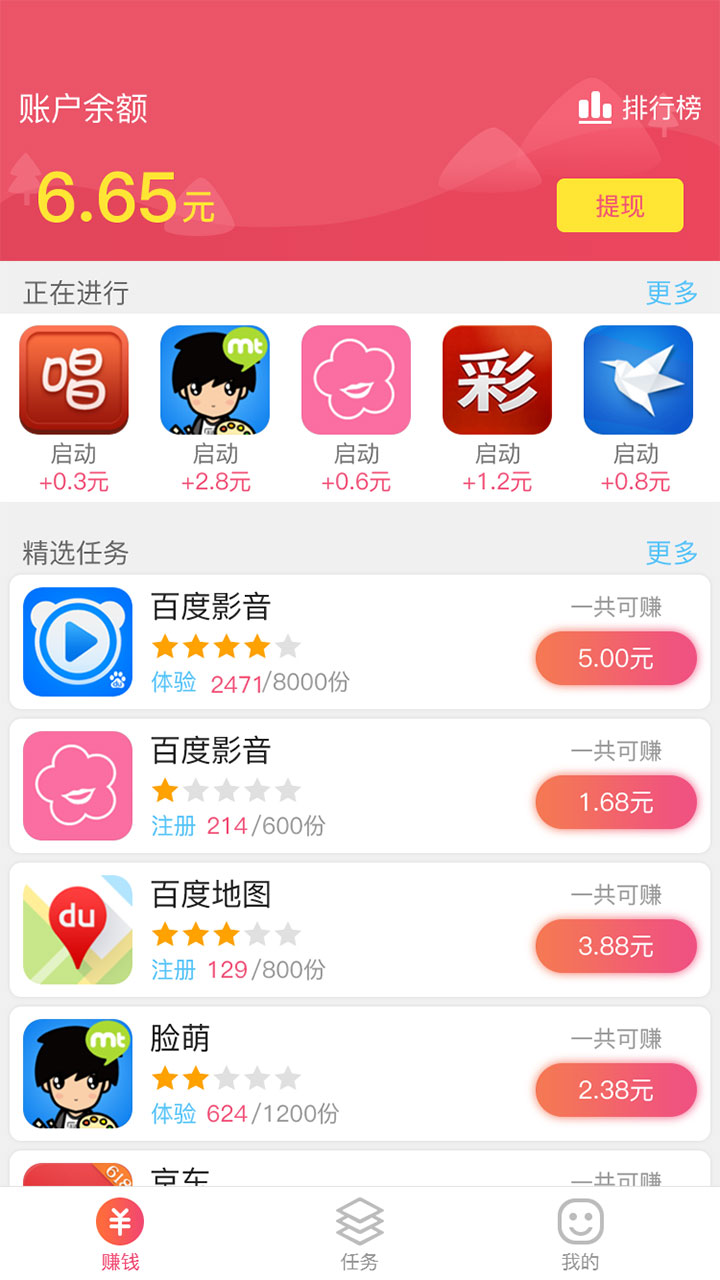 账户余额
排行榜
6.65元
提现
正在进行
更多
唱
mt
彩
启动
启动
启动
启动
启动
+0.3元
+2.8元
+0.6元
+1.2元
+0.8元
精选任务
更多
百度影音
一共可赚
5.00元
体验 2471/8000份
百度影音
一共可赚
1.68元
注册 214/600份
du
百度地图
一共可赚
3.88元
注册 129/800份
mt
脸萌
一共可赚
2.38元
体验 624/1200份
618
京东
一共可赚
¥
赚钱
任务
我的